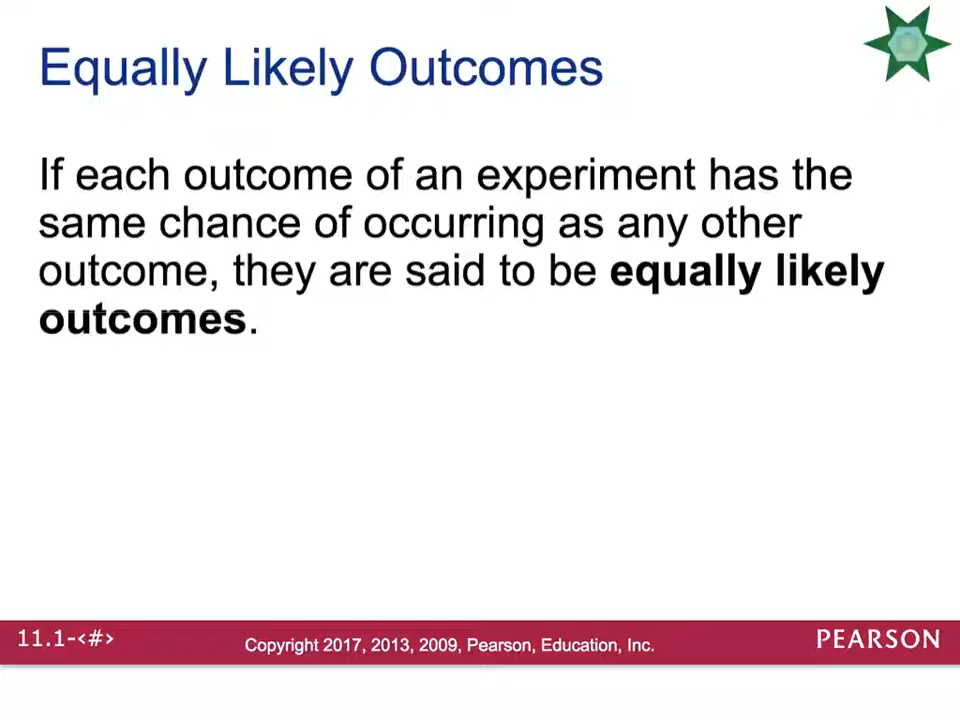 Equally Likely Outcomes
If each outcome of an experiment has the
same chance of occurring as any other
outcome, they are said to be equally likely
outcomes.
11.1-‹#›
Copyright 2017, 2013, 2009, Pearson, Education, Inc.
PEARSON